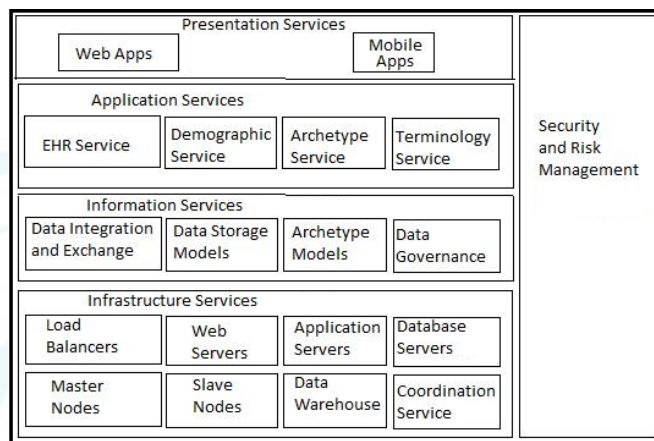 Presentation Services
Web Apps
Mobile
Apps
Application Services
EHR Service
Demographic
Service
Archetype
Service
Terminology
Service
Information Services
Data Integration
and Exchange
Data Storage
Models
Archetype
Models
Data
Governance
Infrastructure Services
Load
Balancers
Web
Servers
Application
Servers
Database
Servers
Master
Nodes
Slave
Nodes
Data
Warehouse
Coordination
Service
Security
and Risk
Management